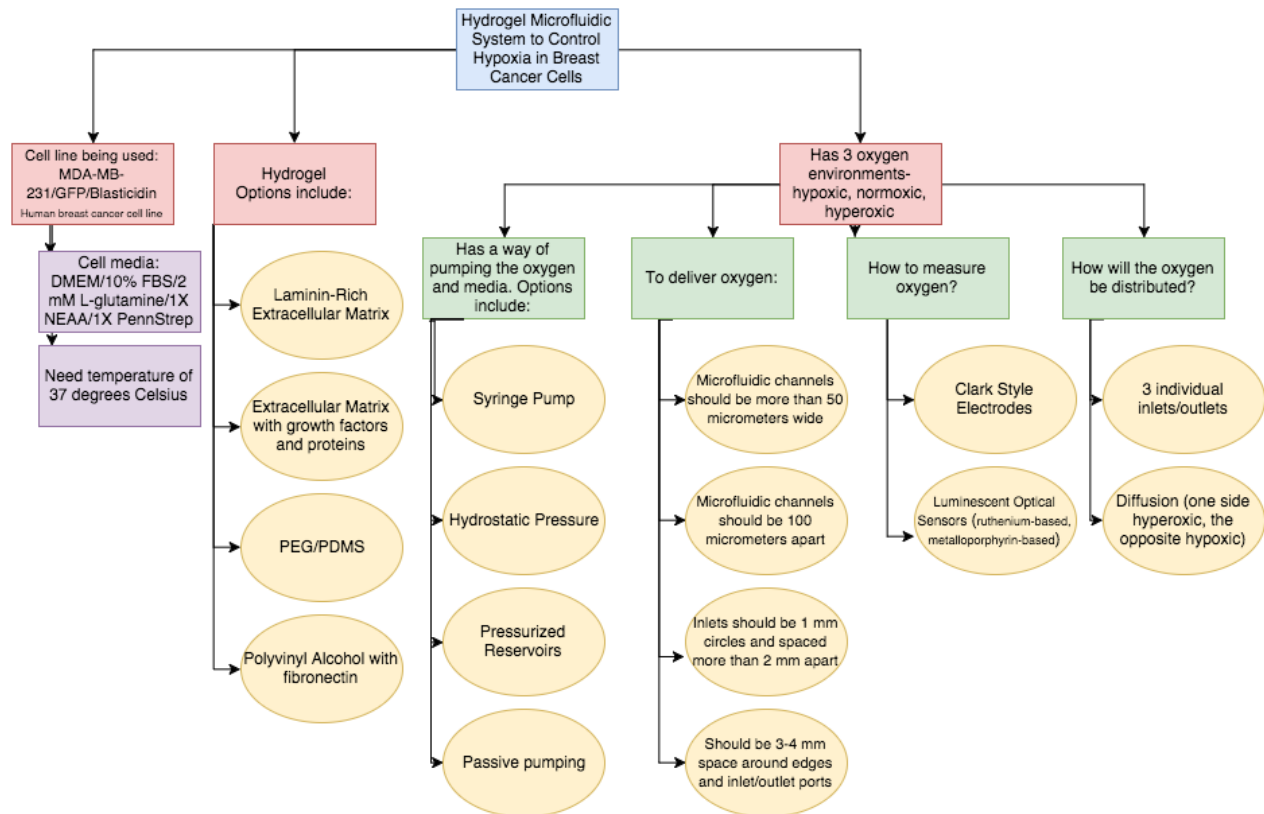 Hydrogel Microfluidic
System to Control
Hypoxia in Breast
Cancer Cells
Cell line being used:
MDA-MB-
231/GFP/Blasticidin
Human breast cancer cell line
Hydrogel
Options include:
Has 3 oxygen
environments-
hypoxic, normoxic,
hyperoxic
Cell media:
DMEM/10% FBS/2
mM L-glutamine/1X
NEAA/1X PennStrep
Need temperature of
37 degrees Celsius
Laminin-Rich
Extracellular Matrix
Extracellular Matrix
with growth factors
and proteins
PEG/PDMS
Polyvinyl Alcohol with
fibronectin
Has a way of
pumping the oxygen
and media. Options
include:
Syringe Pump
Hydrostatic Pressure
Pressurized
Reservoirs
Passive pumping
To deliver oxygen:
Microfluidic channels
should be more than 50
micrometers wide
Microfluidic channels
should be 100
micrometers apart
Inlets should be 1 mm
circles and spaced
more than 2 mm apart
Should be 3-4 mm
space around edges
and inlet/outlet ports
How to measure
oxygen?
Clark Style
Electrodes
Luminescent Optical
Sensors (ruthenium-based,
metalloporphyrin-based)
How will the oxygen
be distributed?
3 individual
inlets/outlets
Diffusion (one side
hyperoxic, the
opposite hypoxic)